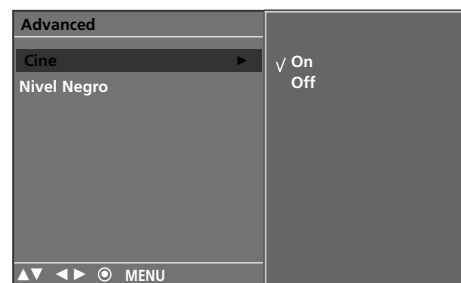 Advanced
Cine ►
Nivel Negro
√ On
Off
▲▼ ◄► ◉ MENU